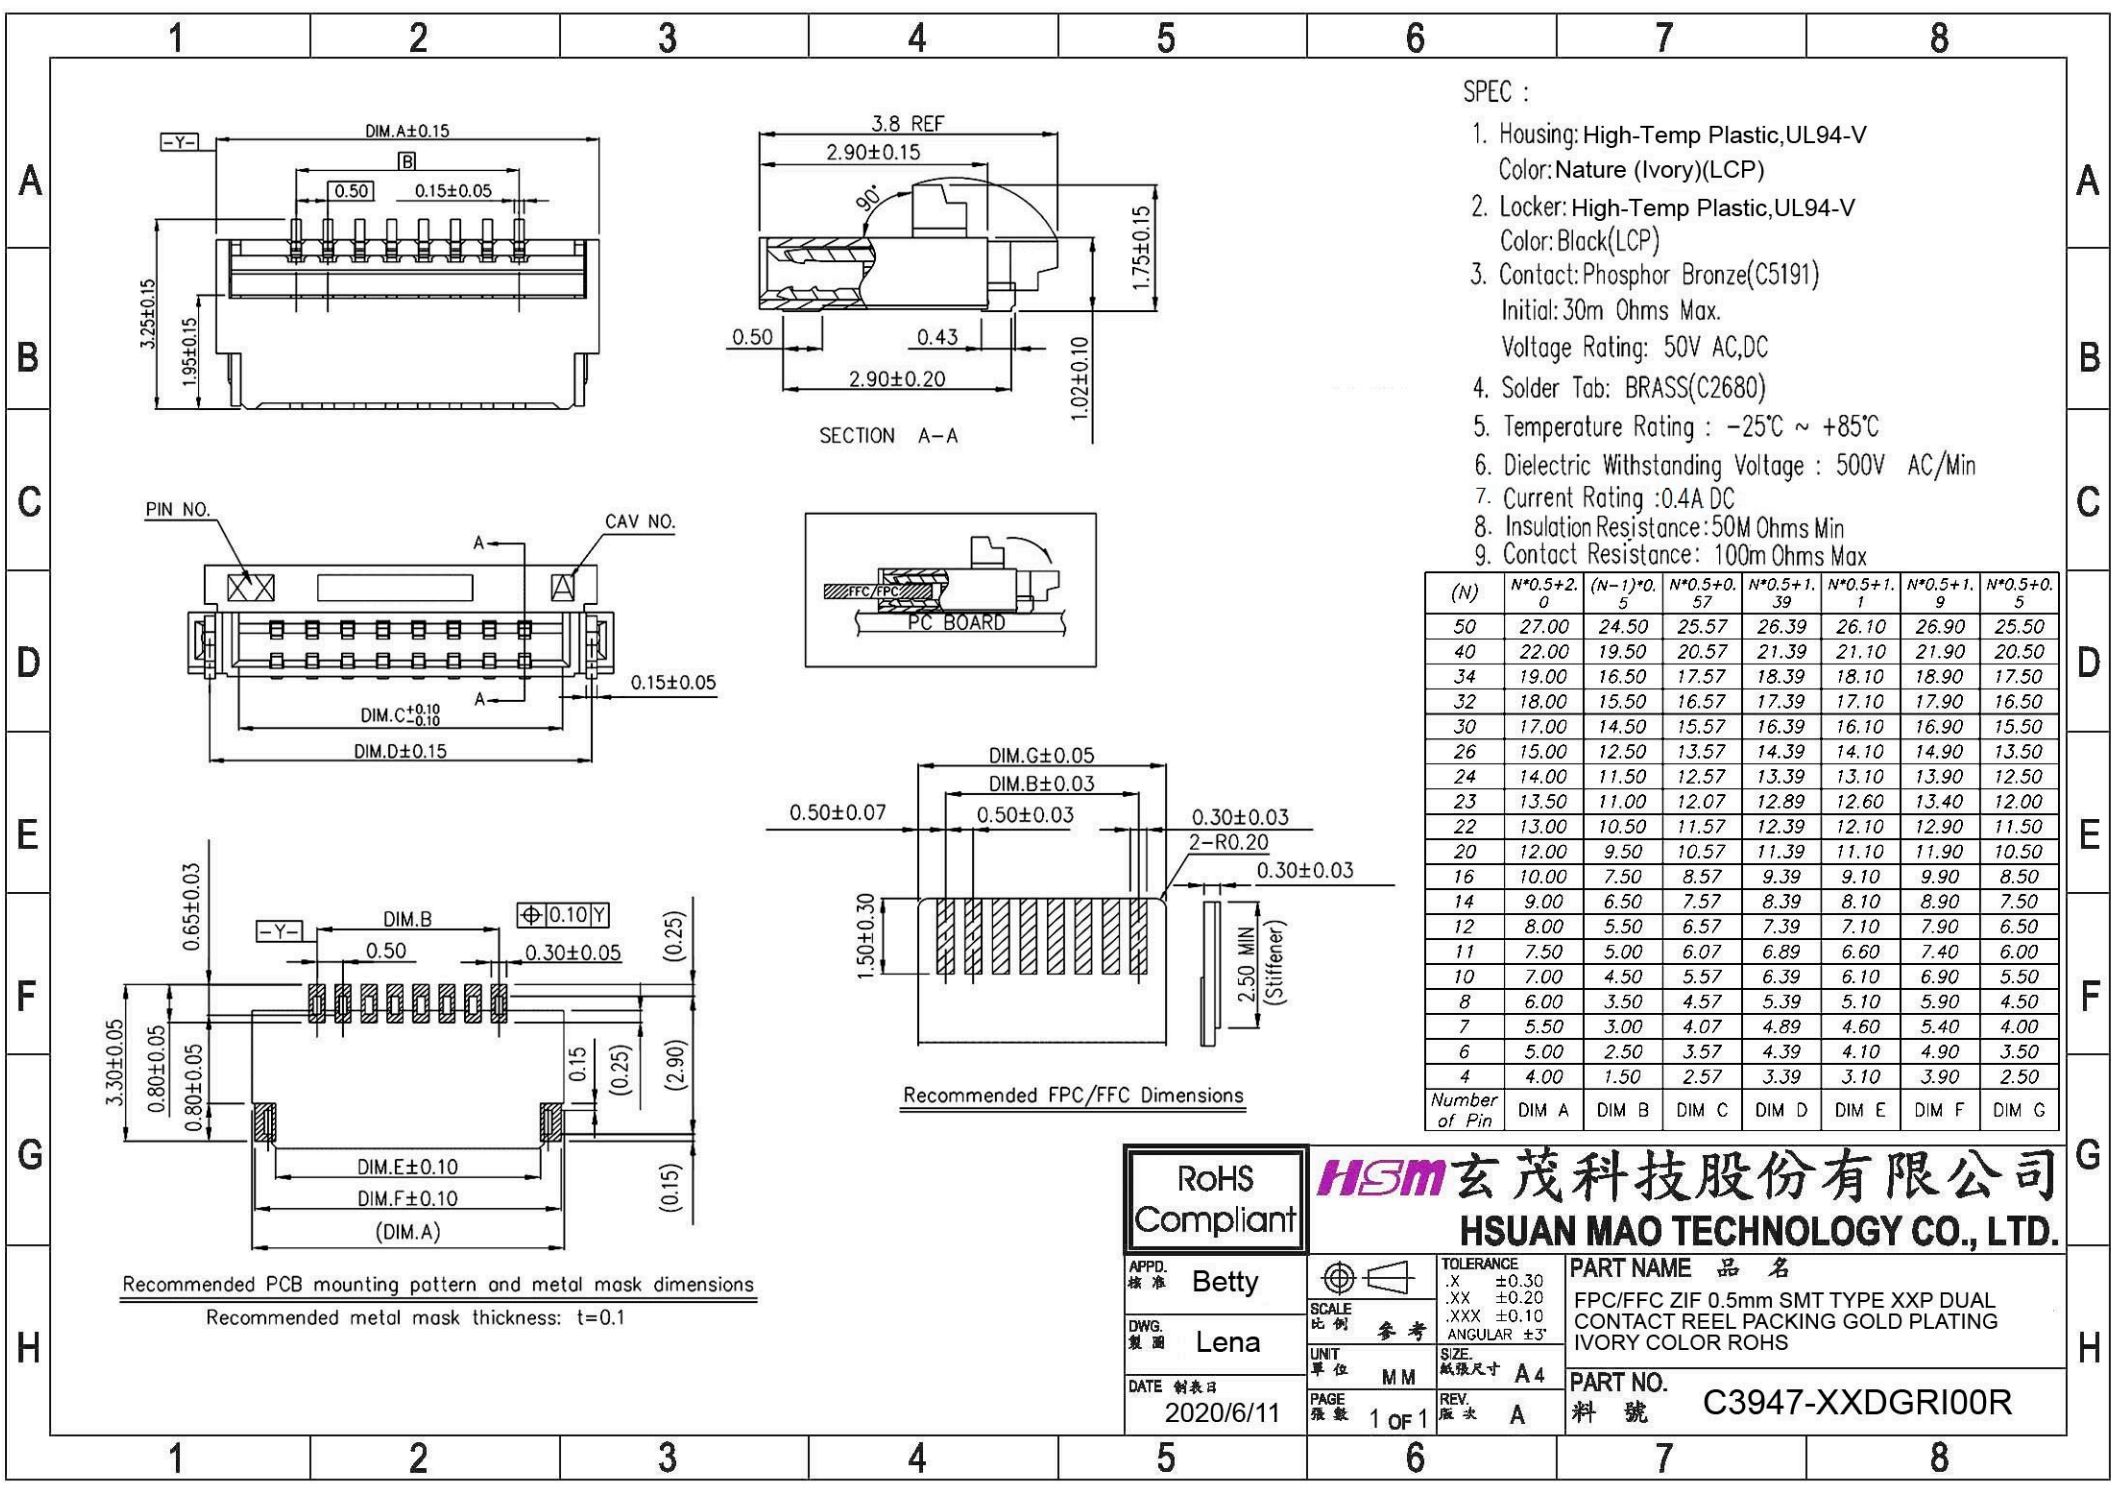 1 2 3 4 5 6 7 8
A
B
C
D
E
F
G
H
-Y-
DIM.A±0.15
B
0.50
0.15±0.05
3.25±0.15
1.95±0.15
3.8 REF
2.90±0.15
90°
1.75±0.15
0.50
0.43
2.90±0.20
1.02±0.10
SECTION A-A
PIN NO.
CAV NO.
A
XX
A
A
0.15±0.05
DIM.C+0.10 -0.10
DIM.D±0.15
FFC/FPC
PC BOARD
DIM.G±0.05
DIM.B±0.03
0.50±0.07
0.50±0.03
0.30±0.03
2-R0.20
0.30±0.03
1.50±0.30
2.50 MIN
(Stiffener)
Recommended FPC/FFC Dimensions
0.65±0.03
-Y-
DIM.B
0.10 Y
0.50
0.30±0.05
(0.25)
3.30±0.05
0.80±0.05
0.80±0.05
0.15
(0.25)
(2.90)
(0.15)
DIM.E±0.10
DIM.F±0.10
(DIM.A)
Recommended PCB mounting pattern and metal mask dimensions
Recommended metal mask thickness: t=0.1
SPEC :
1. Housing: High-Temp Plastic,UL94-V
Color: Nature (Ivory)(LCP)
2. Locker: High-Temp Plastic,UL94-V
Color: Black(LCP)
3. Contact: Phosphor Bronze(C5191)
Initial: 30m Ohms Max.
Voltage Rating: 50V AC,DC
4. Solder Tab: BRASS(C2680)
5. Temperature Rating : -25℃ ~ +85℃
6. Dielectric Withstanding Voltage : 500V AC/Min
7. Current Rating :0.4A DC
8. Insulation Resistance: 50M Ohms Min
9. Contact Resistance: 100m Ohms Max
(N) N*0.5+2.0 (N-1)*0.5 N*0.5+0.57 N*0.5+1.39 N*0.5+1.1 N*0.5+1.9 N*0.5+0.5
50 27.00 24.50 25.57 26.39 26.10 26.90 25.50
40 22.00 19.50 20.57 21.39 21.10 21.90 20.50
34 19.00 16.50 17.57 18.39 18.10 18.90 17.50
32 18.00 15.50 16.57 17.39 17.10 17.90 16.50
30 17.00 14.50 15.57 16.39 16.10 16.90 15.50
26 15.00 12.50 13.57 14.39 14.10 14.90 13.50
24 14.00 11.50 12.57 13.39 13.10 13.90 12.50
23 13.50 11.00 12.07 12.89 12.60 13.40 12.00
22 13.00 10.50 11.57 12.39 12.10 12.90 11.50
20 12.00 9.50 10.57 11.39 11.10 11.90 10.50
16 10.00 7.50 8.57 9.39 9.10 9.90 8.50
14 9.00 6.50 7.57 8.39 8.10 8.90 7.50
12 8.00 5.50 6.57 7.39 7.10 7.90 6.50
11 7.50 5.00 6.07 6.89 6.60 7.40 6.00
10 7.00 4.50 5.57 6.39 6.10 6.90 5.50
8 6.00 3.50 4.57 5.39 5.10 5.90 4.50
7 5.50 3.00 4.07 4.89 4.60 5.40 4.00
6 5.00 2.50 3.57 4.39 4.10 4.90 3.50
4 4.00 1.50 2.57 3.39 3.10 3.90 2.50
Number of Pin DIM A DIM B DIM C DIM D DIM E DIM F DIM G
RoHS
Compliant
HSM 玄茂科技股份有限公司
HSUAN MAO TECHNOLOGY CO., LTD.
APPD. 核准 Betty
DWG. 製圖 Lena
DATE 制表日
2020/6/11
SCALE 比例 參考
UNIT 單位 MM
PAGE 張數 1 OF 1
TOLERANCE
.X ±0.30
.XX ±0.20
.XXX ±0.10
ANGULAR ±3°
SIZE. 紙張尺寸 A4
REV. 版次 A
PART NAME 品名
FPC/FFC ZIF 0.5mm SMT TYPE XXP DUAL
CONTACT REEL PACKING GOLD PLATING
IVORY COLOR ROHS
PART NO. 料號 C3947-XXDGRI00R
A
B
C
D
E
F
G
H
1 2 3 4 5 6 7 8